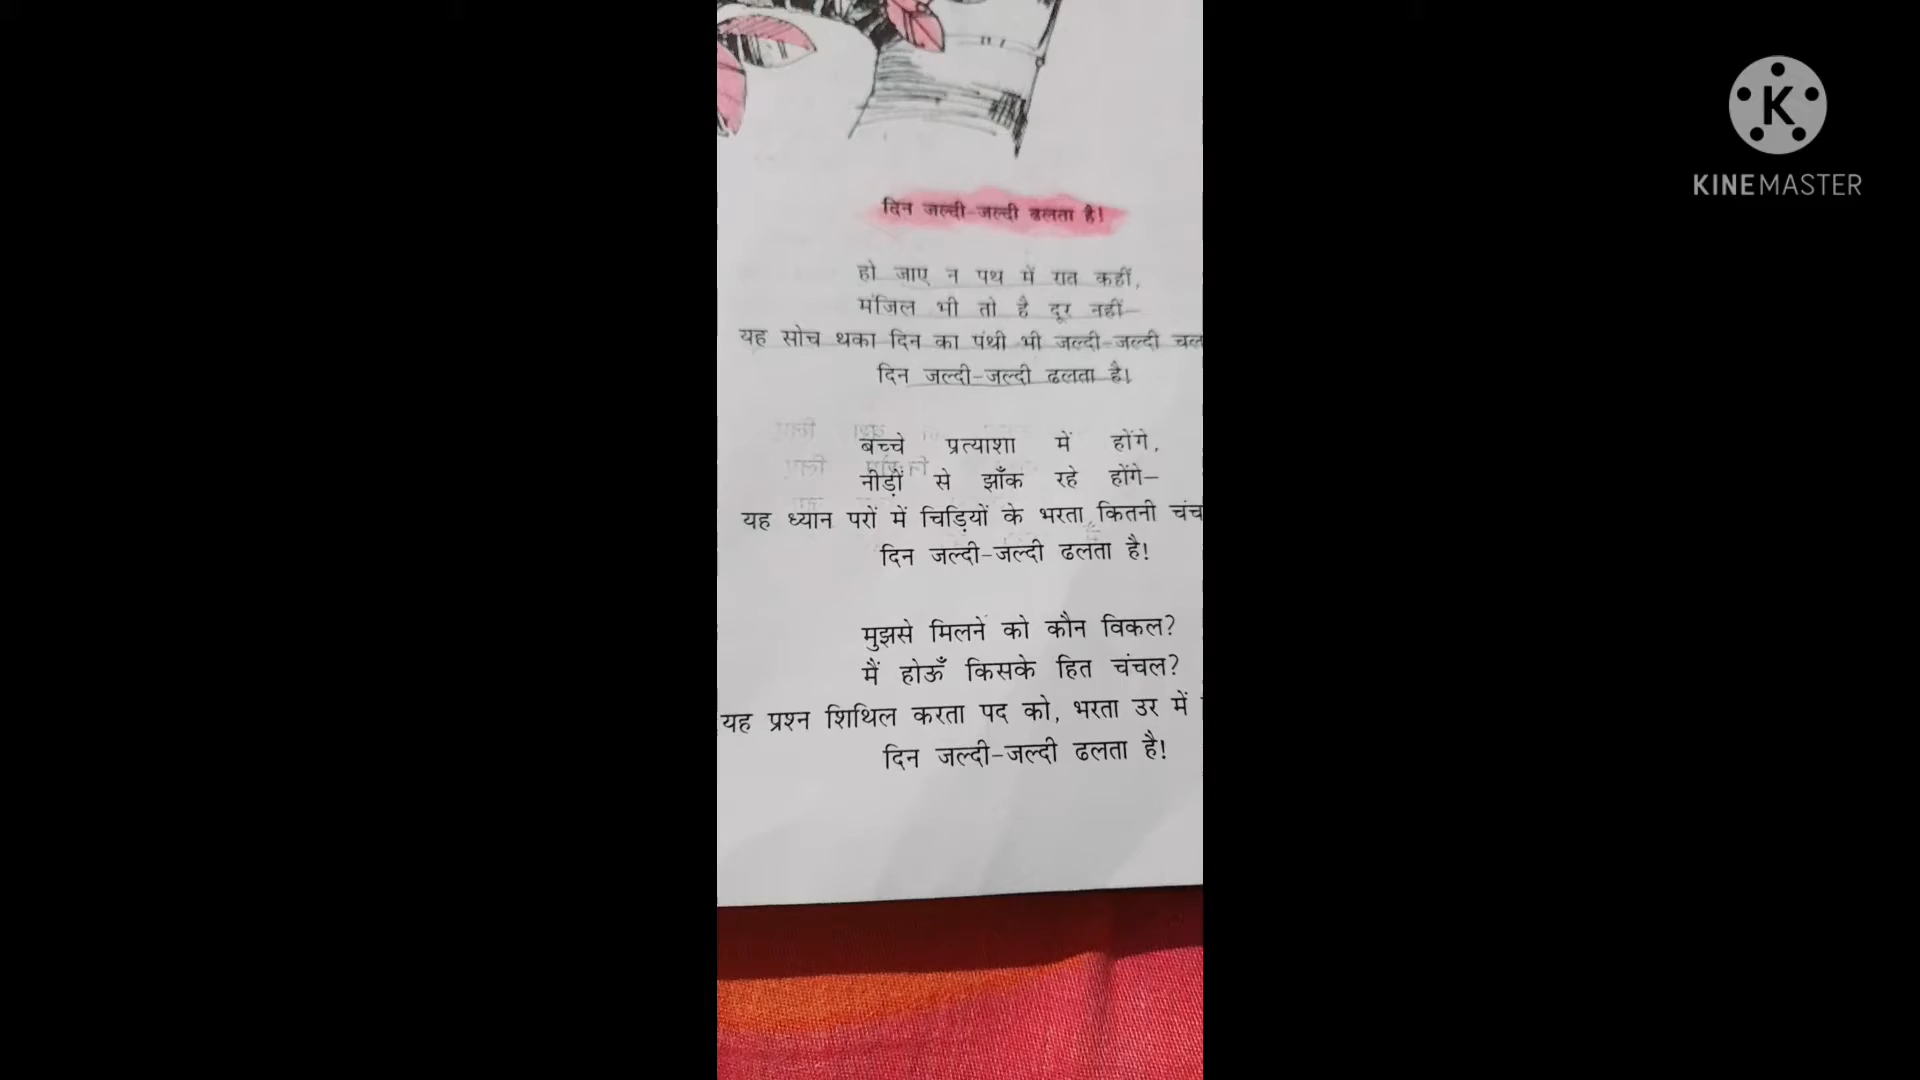 दिन जल्दी-जल्दी ढलता है!
हो जाए न पथ में रात कहीं,
मंजिल भी तो है दूर नहीं–
यह सोच थका दिन का पंथी भी जल्दी-जल्दी चल
दिन जल्दी-जल्दी ढलता है।
बच्चे प्रत्याशा में होंगे,
नीड़ों से झाँक रहे होंगे–
यह ध्यान परों में चिड़ियों के भरता कितनी चंच
दिन जल्दी-जल्दी ढलता है!
मुझसे मिलने को कौन विकल?
मैं होऊँ किसके हित चंचल?
यह प्रश्न शिथिल करता पद को, भरता उर में
दिन जल्दी-जल्दी ढलता है!
K
KINEMASTER